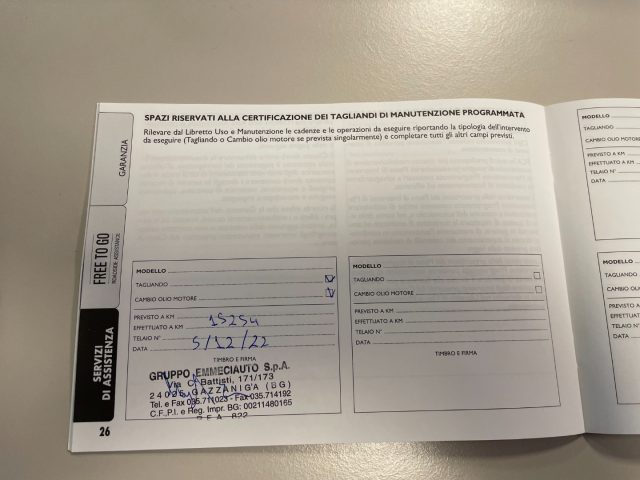 SPAZI RISERVATI ALLA CERTIFICAZIONE DEI TAGLIANDI DI MANUTENZIONE PROGRAMMATA
Rilevare dal Libretto Uso e Manutenzione le cadenze e le operazioni da eseguire riportando la tipologia dell'intervento
da eseguire (Tagliando o Cambio olio motore se prevista singolarmente) e completare tutti gli altri campi previsti.
GARANZIA
FREE TO GO
ROADSIDE ASSISTANCE
SERVIZI
DI ASSISTENZA
MODELLO
TAGLIANDO
CAMBIO OLIO MOTORE
PREVISTO A KM
EFFETTUATO A KM 15254
TELAIO N°
DATA 5/12/22
TIMBRO E FIRMA
GRUPPO EMMECIAUTO S.p.A.
Via C. Battisti, 171/173
24025 GAZZANIGA (BG)
Tel. e Fax 035.711023 - Fax 035.714192
C.F., P.I. e Reg. Impr. BG: 00211480165
MODELLO
TAGLIANDO
CAMBIO OLIO MOTORE
PREVISTO A KM
EFFETTUATO A KM
TELAIO N°
DATA
TIMBRO E FIRMA
26
MODELLO
TAGLIANDO
CAMBIO OLIO MOTORE
PREVISTO A KM
EFFETTUATO A KM
TELAIO N°
DATA
MODELLO
TAGLIANDO
CAMBIO OLIO
PREVISTO A KM
EFFETTUATO
TELAIO N°
DATA